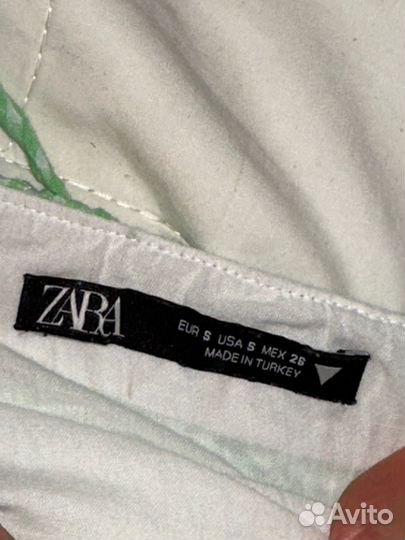 ZARA
EUR S USA S MEX 26
MADE IN TURKEY
Avito